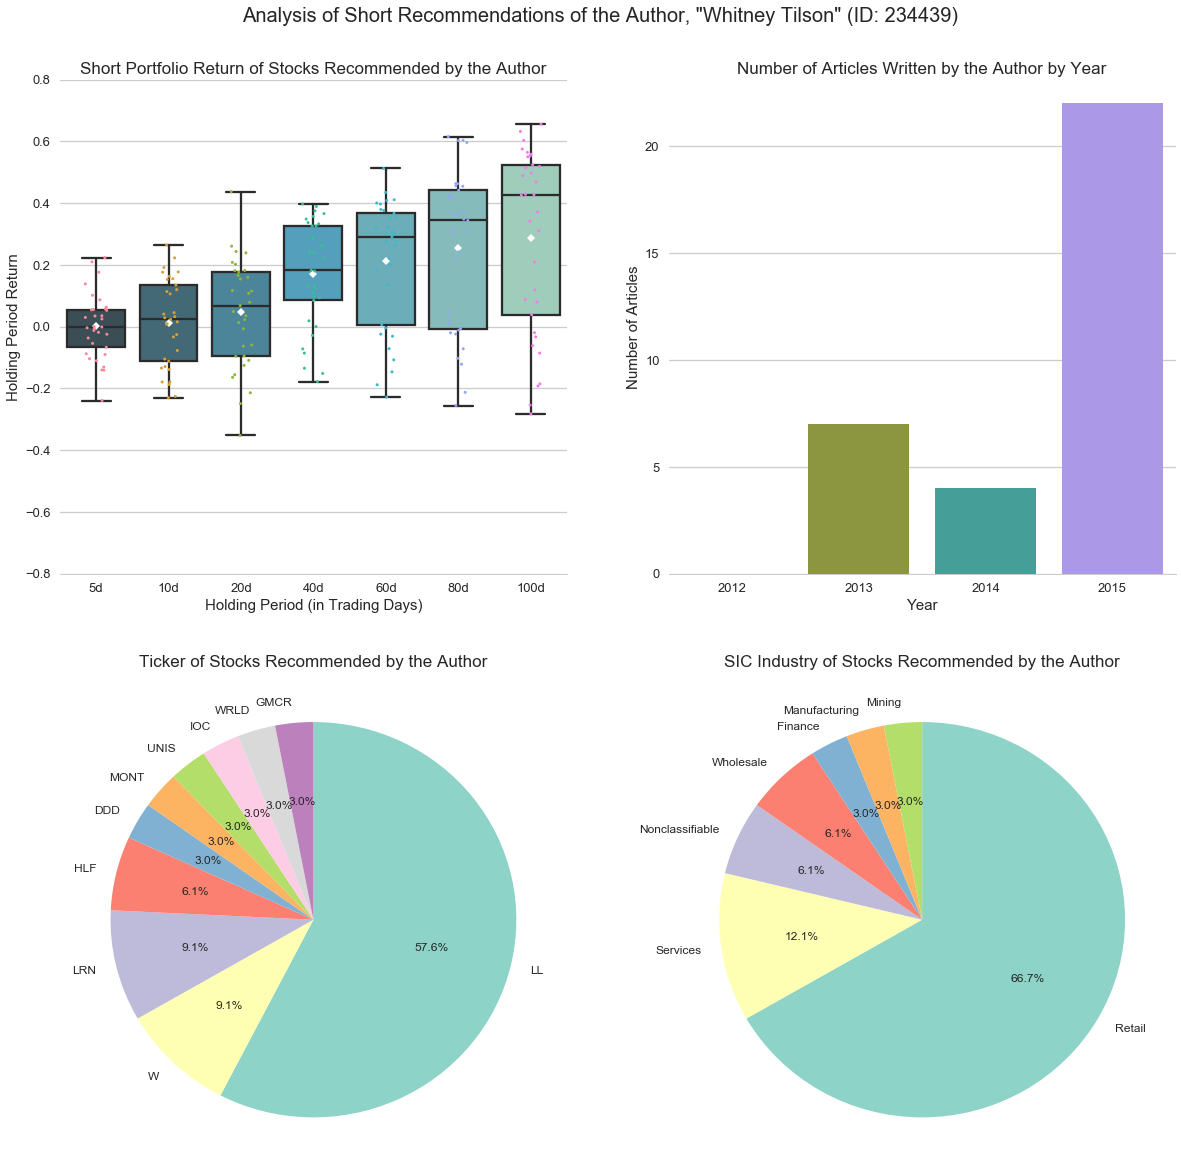 Analysis of Short Recommendations of the Author, "Whitney Tilson" (ID: 234439)
Short Portfolio Return of Stocks Recommended by the Author
0.8
0.6
0.4
0.2
0.0
−0.2
−0.4
−0.6
−0.8
Holding Period Return
5d 10d 20d 40d 60d 80d 100d
Holding Period (in Trading Days)
Number of Articles Written by the Author by Year
20
15
10
5
0
Number of Articles
2012 2013 2014 2015
Year
Ticker of Stocks Recommended by the Author
GMCR
WRLD
IOC
UNIS
MONT
DDD
HLF
LRN
W
LL
3.0%
3.0%
3.0%
3.0%
3.0%
3.0%
6.1%
9.1%
9.1%
57.6%
SIC Industry of Stocks Recommended by the Author
Mining
Manufacturing
Finance
Wholesale
Nonclassifiable
Services
Retail
3.0%
3.0%
3.0%
6.1%
6.1%
12.1%
66.7%